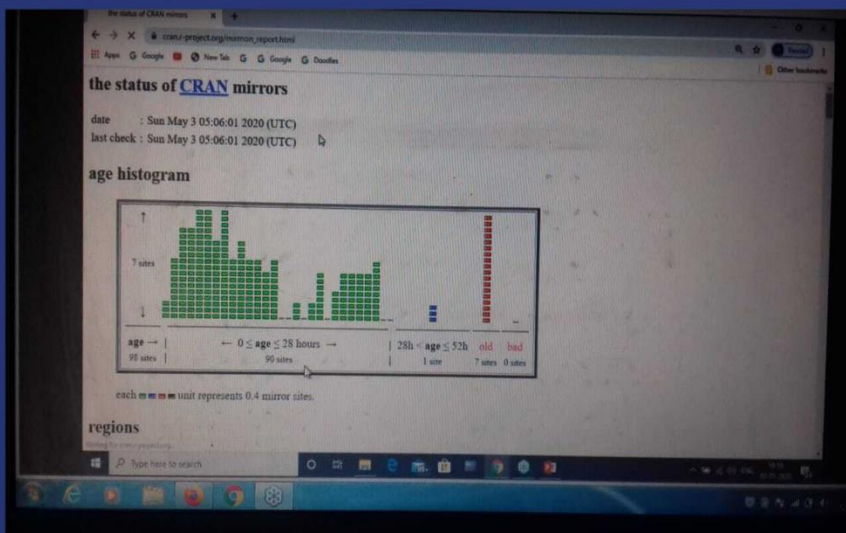 the status of CRAN mirrors
cran.r-project.org/mirmon_report.html
Apps Google New Tab G Google Doodles
Other bookmarks
the status of CRAN mirrors
date : Sun May 3 05:06:01 2020 (UTC)
last check : Sun May 3 05:06:01 2020 (UTC)
age histogram
↑
7 sites
↓
age → | ← 0 ≤ age ≤ 28 hours → | 28h < age ≤ 52h old bad
98 sites | 90 sites | 1 site 7 sites 0 sites
each unit represents 0.4 mirror sites.
regions
Type here to search